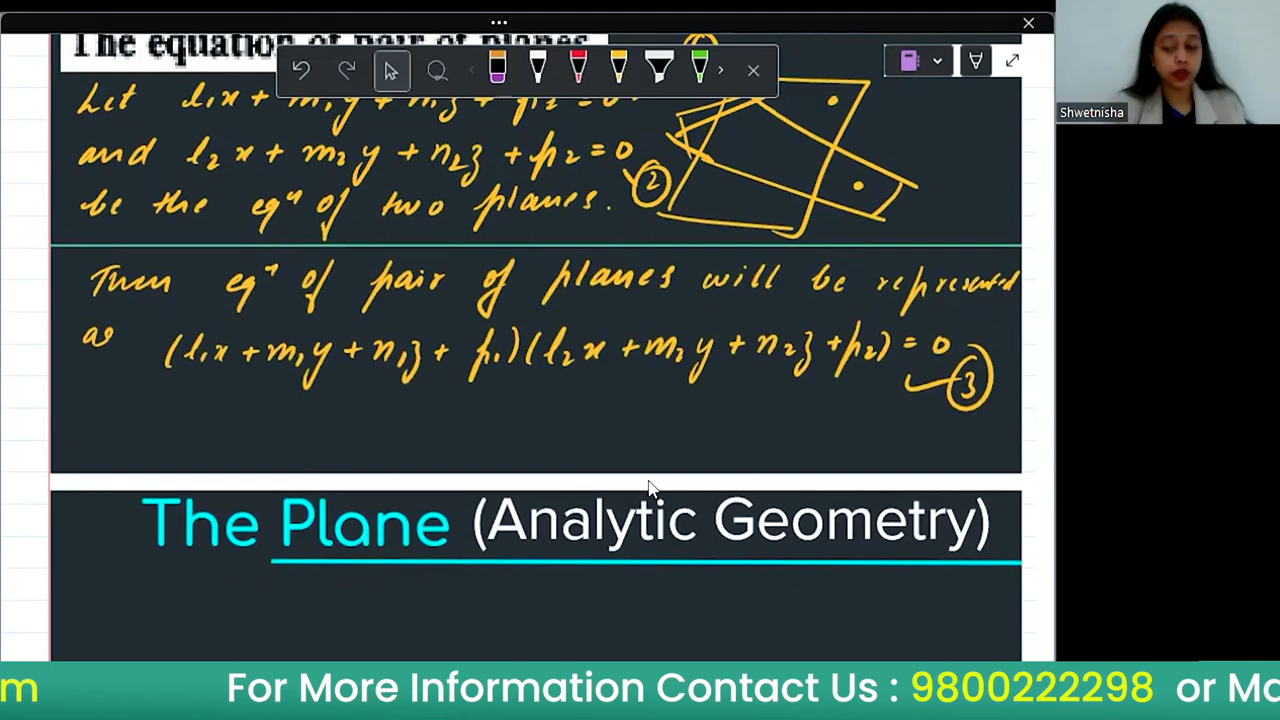 The equation of pair of planes
Let l₁x + m₁y + n₁z + p₁ = 0
and l₂x + m₂y + n₂z + p₂ = 0
②
be the eqⁿ of two planes.
Then eqⁿ of pair of planes will be represented
as (l₁x + m₁y + n₁z + p₁)(l₂x + m₂y + n₂z + p₂) = 0
③
The Plane (Analytic Geometry)
Shwetnisha
m For More Information Contact Us : 9800222298 or Ma